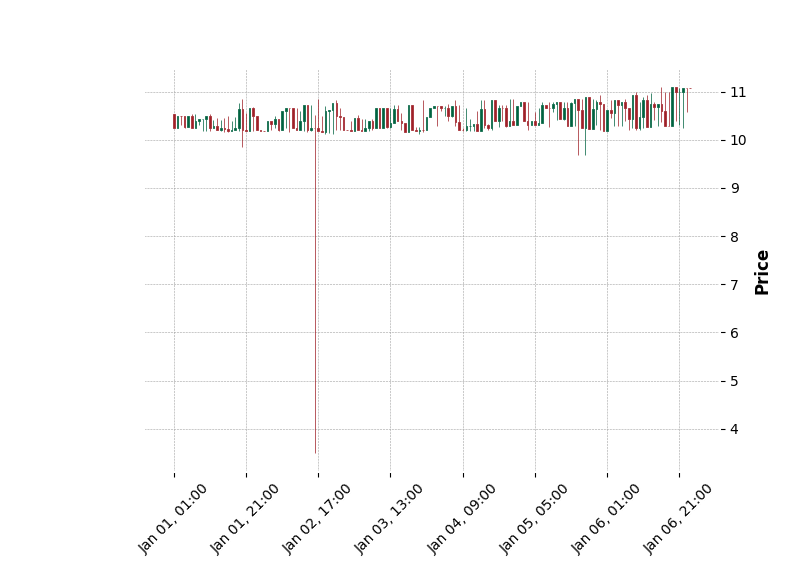 11
10
9
8
7
6
5
4
Price
Jan 01, 01:00
Jan 01, 21:00
Jan 02, 17:00
Jan 03, 13:00
Jan 04, 09:00
Jan 05, 05:00
Jan 06, 01:00
Jan 06, 21:00